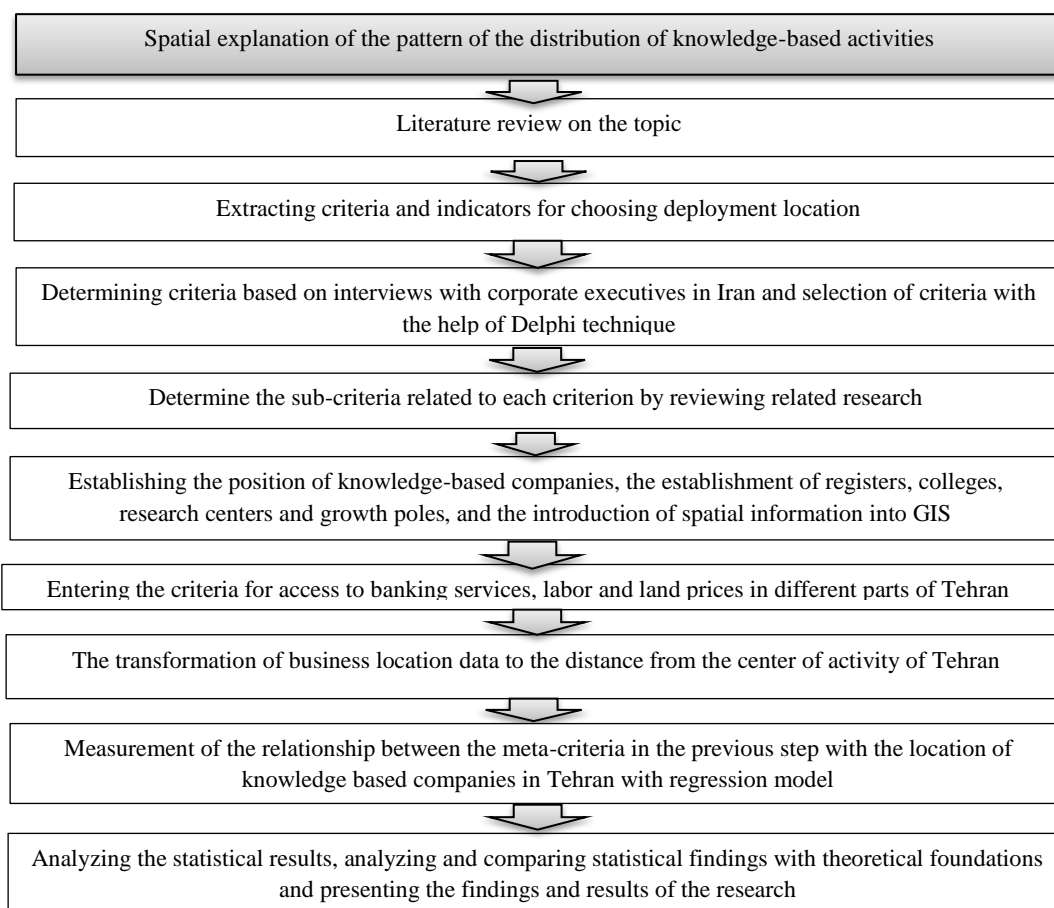 Spatial explanation of the pattern of the distribution of knowledge-based activities
Literature review on the topic
Extracting criteria and indicators for choosing deployment location
Determining criteria based on interviews with corporate executives in Iran and selection of criteria with
the help of Delphi technique
Determine the sub-criteria related to each criterion by reviewing related research
Establishing the position of knowledge-based companies, the establishment of registers, colleges,
research centers and growth poles, and the introduction of spatial information into GIS
Entering the criteria for access to banking services, labor and land prices in different parts of Tehran
The transformation of business location data to the distance from the center of activity of Tehran
Measurement of the relationship between the meta-criteria in the previous step with the location of
knowledge based companies in Tehran with regression model
Analyzing the statistical results, analyzing and comparing statistical findings with theoretical foundations
and presenting the findings and results of the research